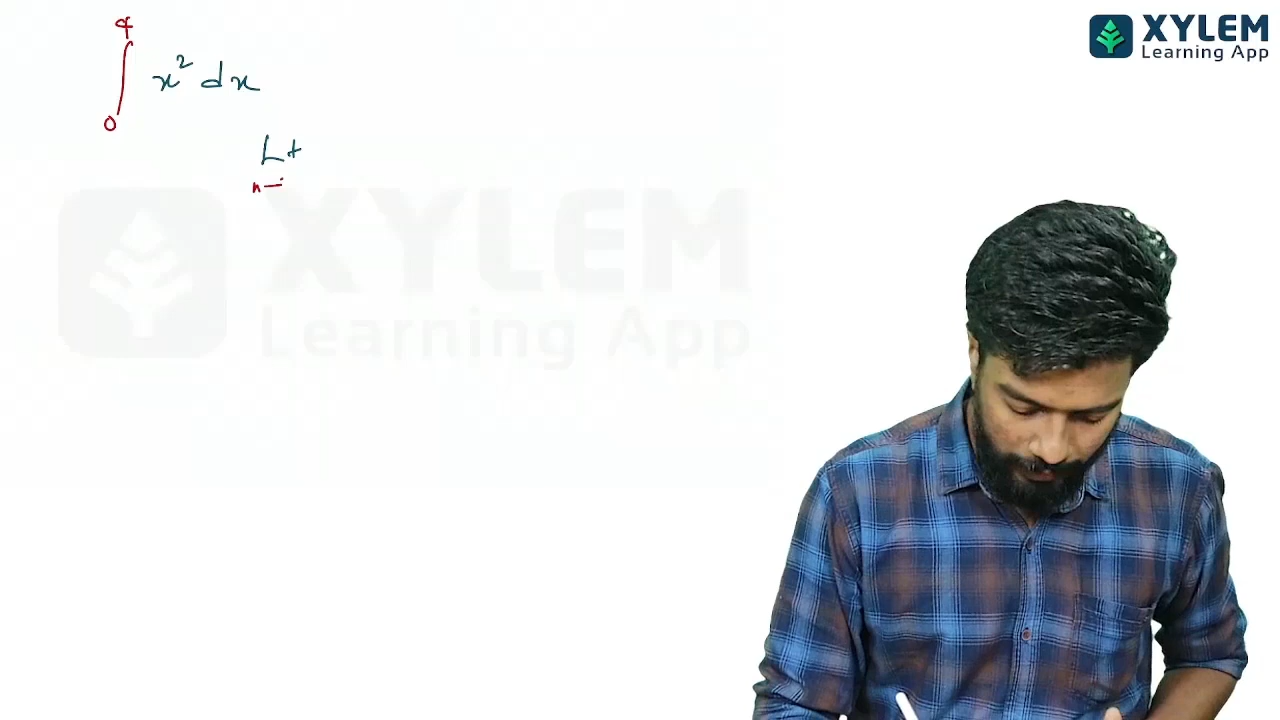 XYLEM
Learning App
4
∫ x² dx
0
Lt
n–
XYLEM
Learning App